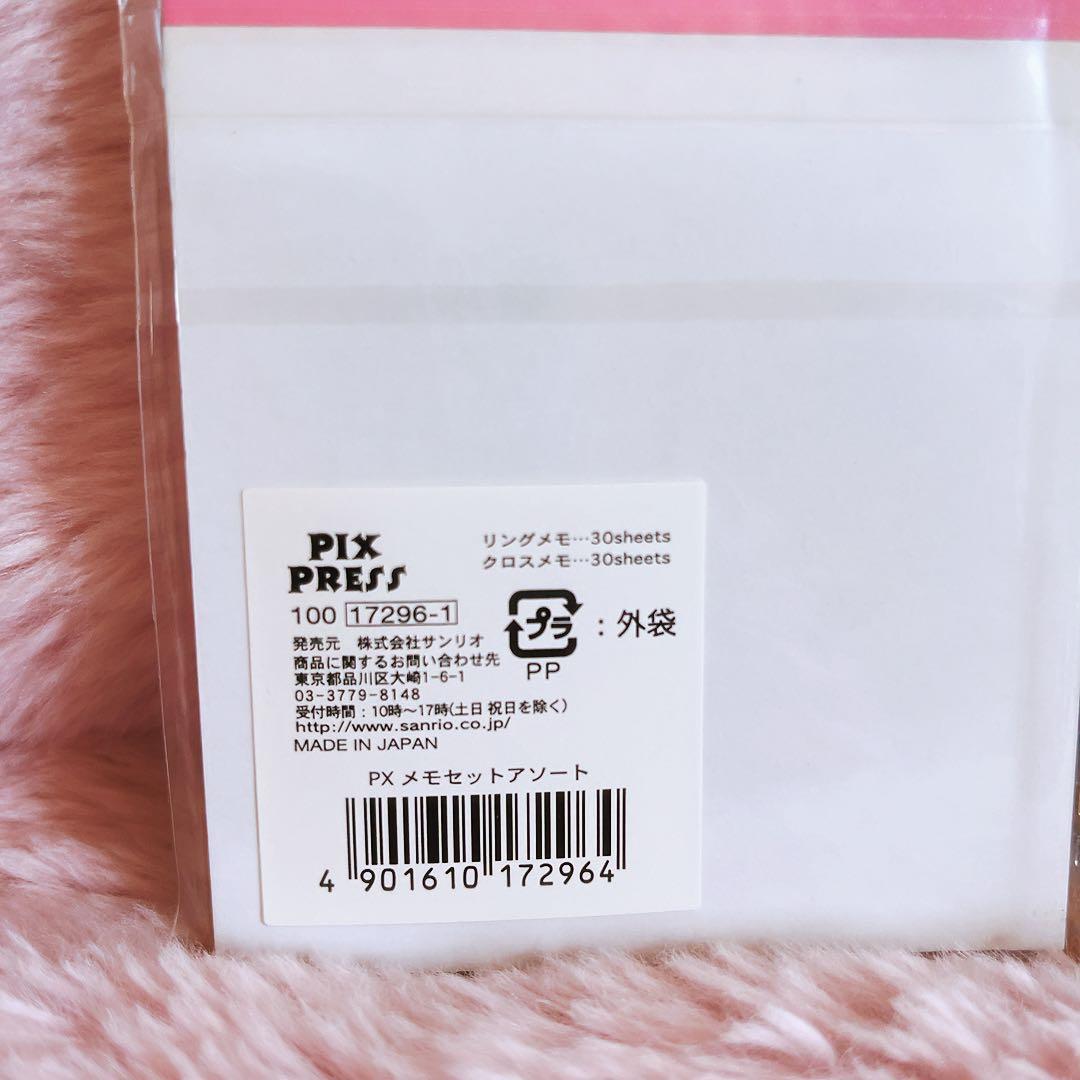 PIX
PRESS
リングメモ…30sheets
クロスメモ…30sheets
100 17296-1
プラ
：外袋
PP
発売元　株式会社サンリオ
商品に関するお問い合わせ先
東京都品川区大崎1-6-1
03-3779-8148
受付時間：10時～17時(土日 祝日を除く)
http://www.sanrio.co.jp/
MADE IN JAPAN
PX メモセットアソート
4 901610 172964